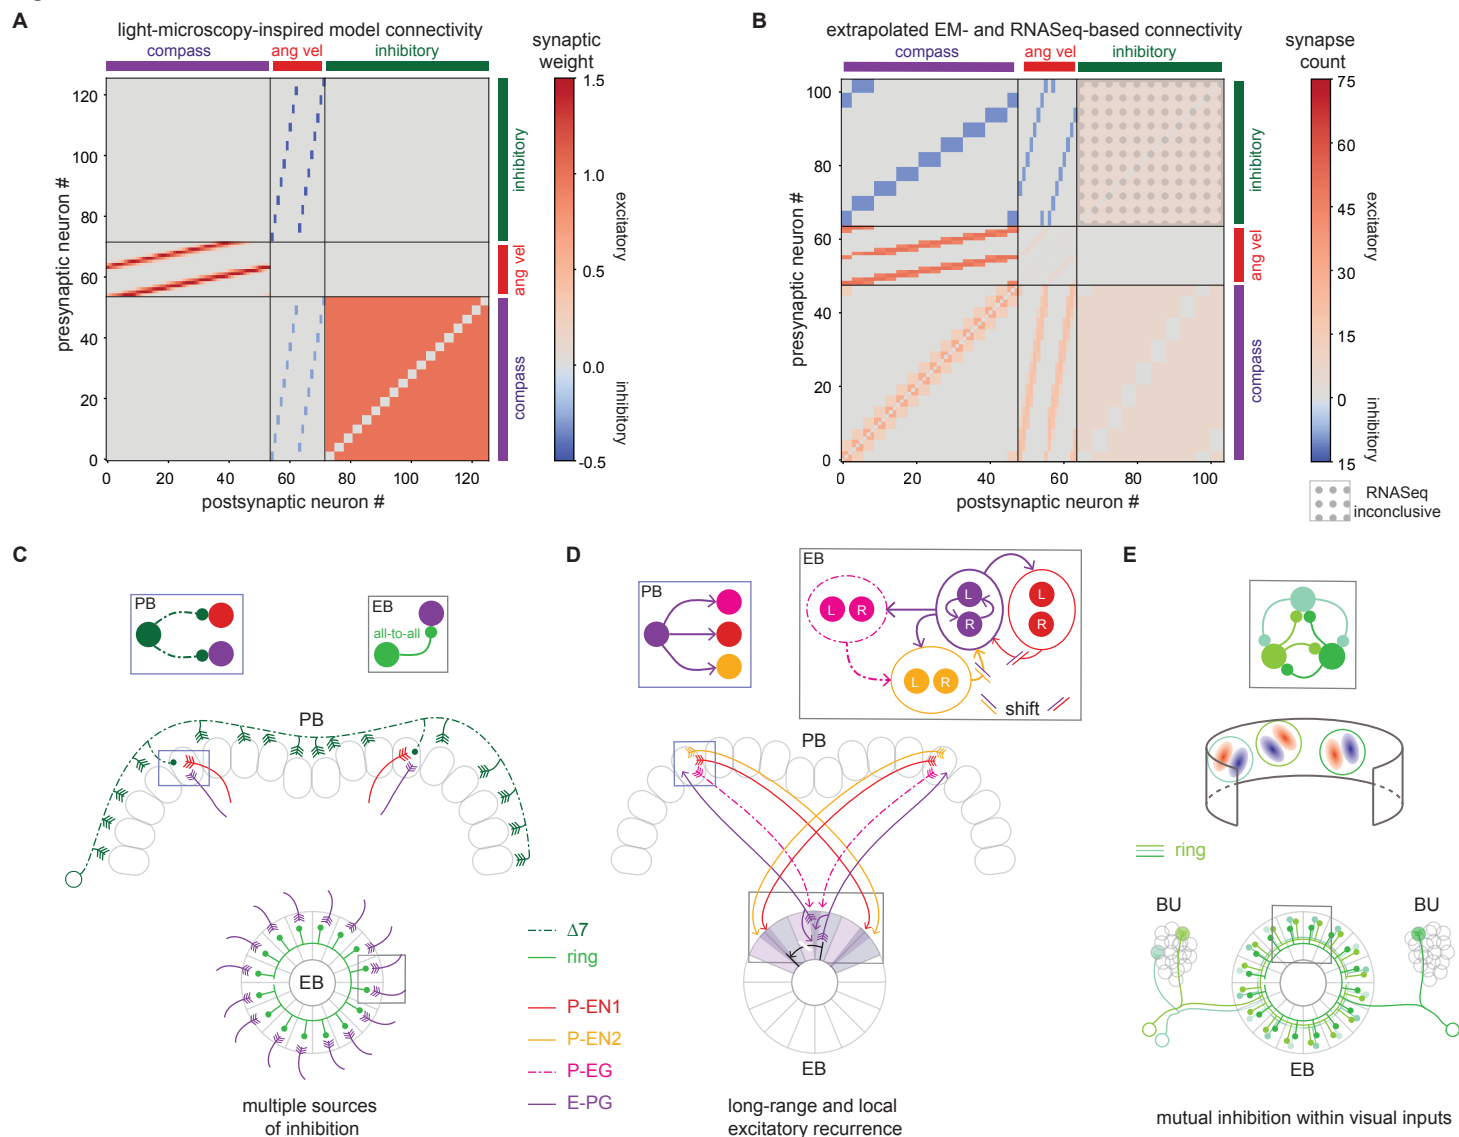 A
light-microscopy-inspired model connectivity
compass
ang vel
inhibitory
synaptic
weight
1.5
1.0
0.5
0.0
-0.5
excitatory
inhibitory
120
100
80
60
40
20
0
presynaptic neuron #
inhibitory
ang vel
compass
0
20
40
60
80
100
120
postsynaptic neuron #
B
extrapolated EM- and RNASeq-based connectivity
compass
ang vel
inhibitory
synapse
count
75
60
45
30
15
0
15
excitatory
inhibitory
100
80
60
40
20
0
presynaptic neuron #
inhibitory
ang vel
compass
0
20
40
60
80
100
postsynaptic neuron #
RNASeq
inconclusive
C
PB
EB
all-to-all
PB
EB
multiple sources
of inhibition
Δ7
ring
P-EN1
P-EN2
P-EG
E-PG
D
PB
EB
L
R
L
R
L
R
L
R
shift
PB
EB
long-range and local
excitatory recurrence
E
ring
BU
BU
EB
mutual inhibition within visual inputs